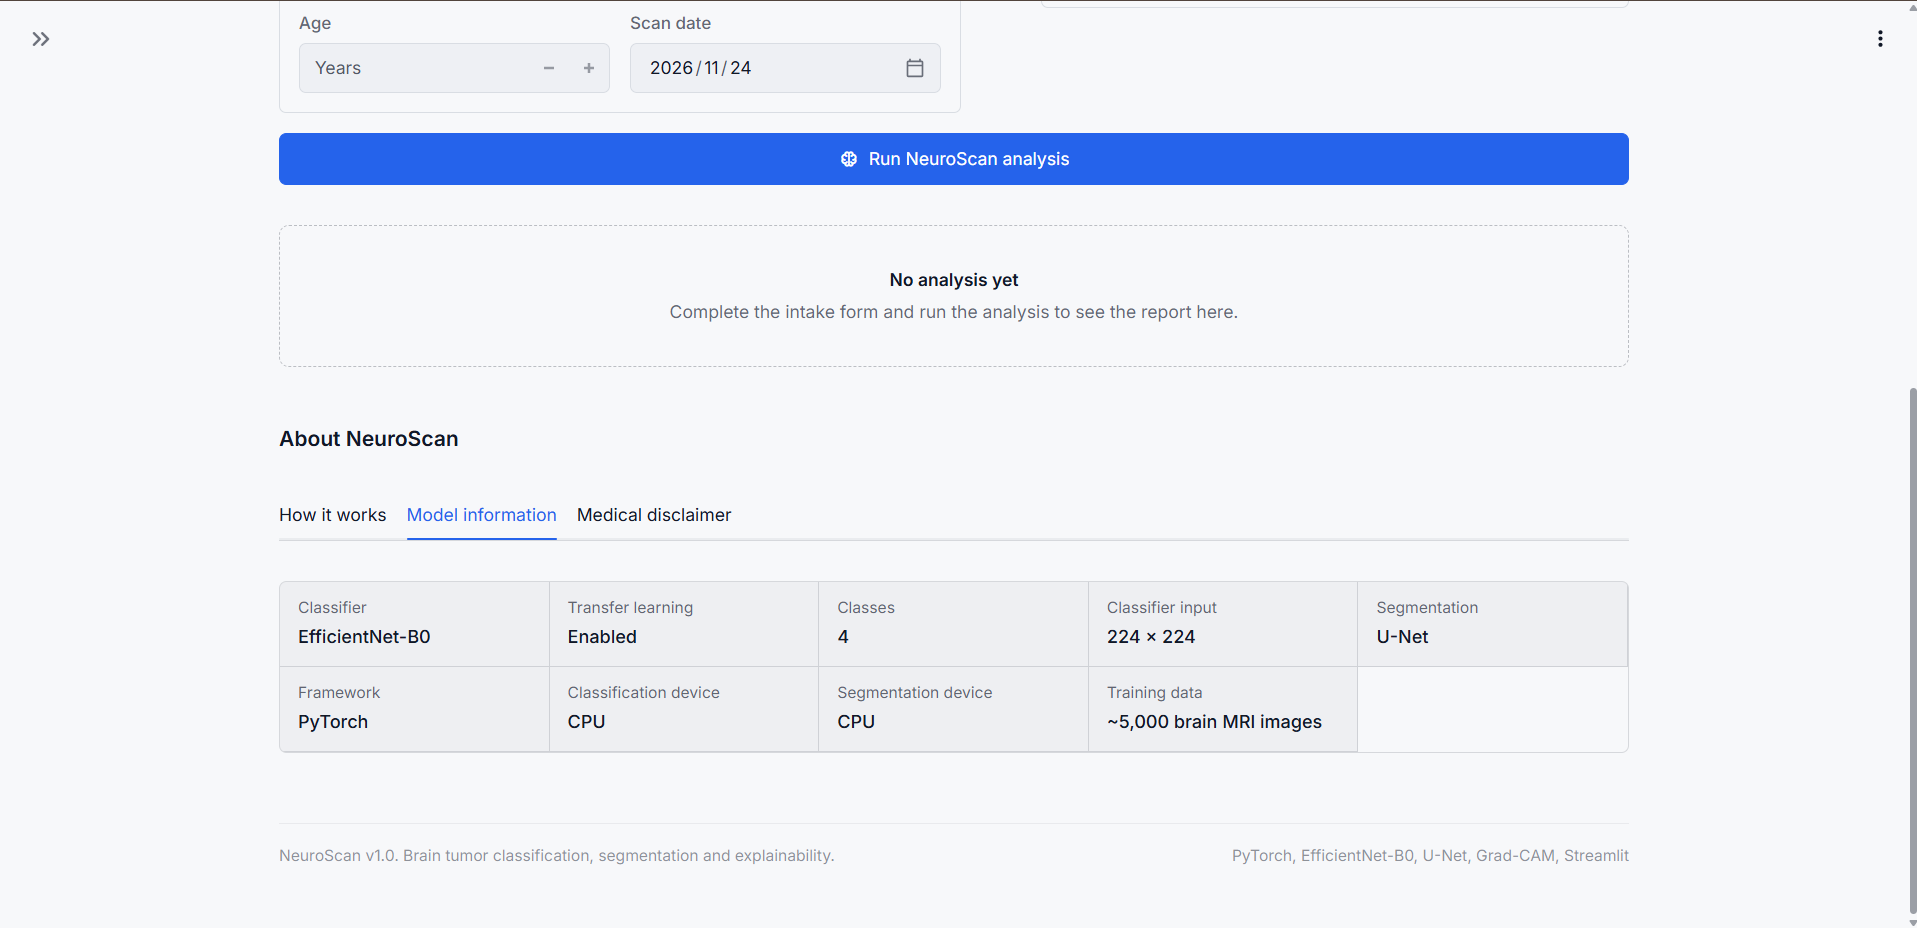 Age
Scan date
Years
2026/11/24
Run NeuroScan analysis
No analysis yet
Complete the intake form and run the analysis to see the report here.
About NeuroScan
How it works
Model information
Medical disclaimer
Classifier
EfficientNet-B0
Transfer learning
Enabled
Classes
4
Classifier input
224 × 224
Segmentation
U-Net
Framework
PyTorch
Classification device
CPU
Segmentation device
CPU
Training data
~5,000 brain MRI images
NeuroScan v1.0. Brain tumor classification, segmentation and explainability.
PyTorch, EfficientNet-B0, U-Net, Grad-CAM, Streamlit